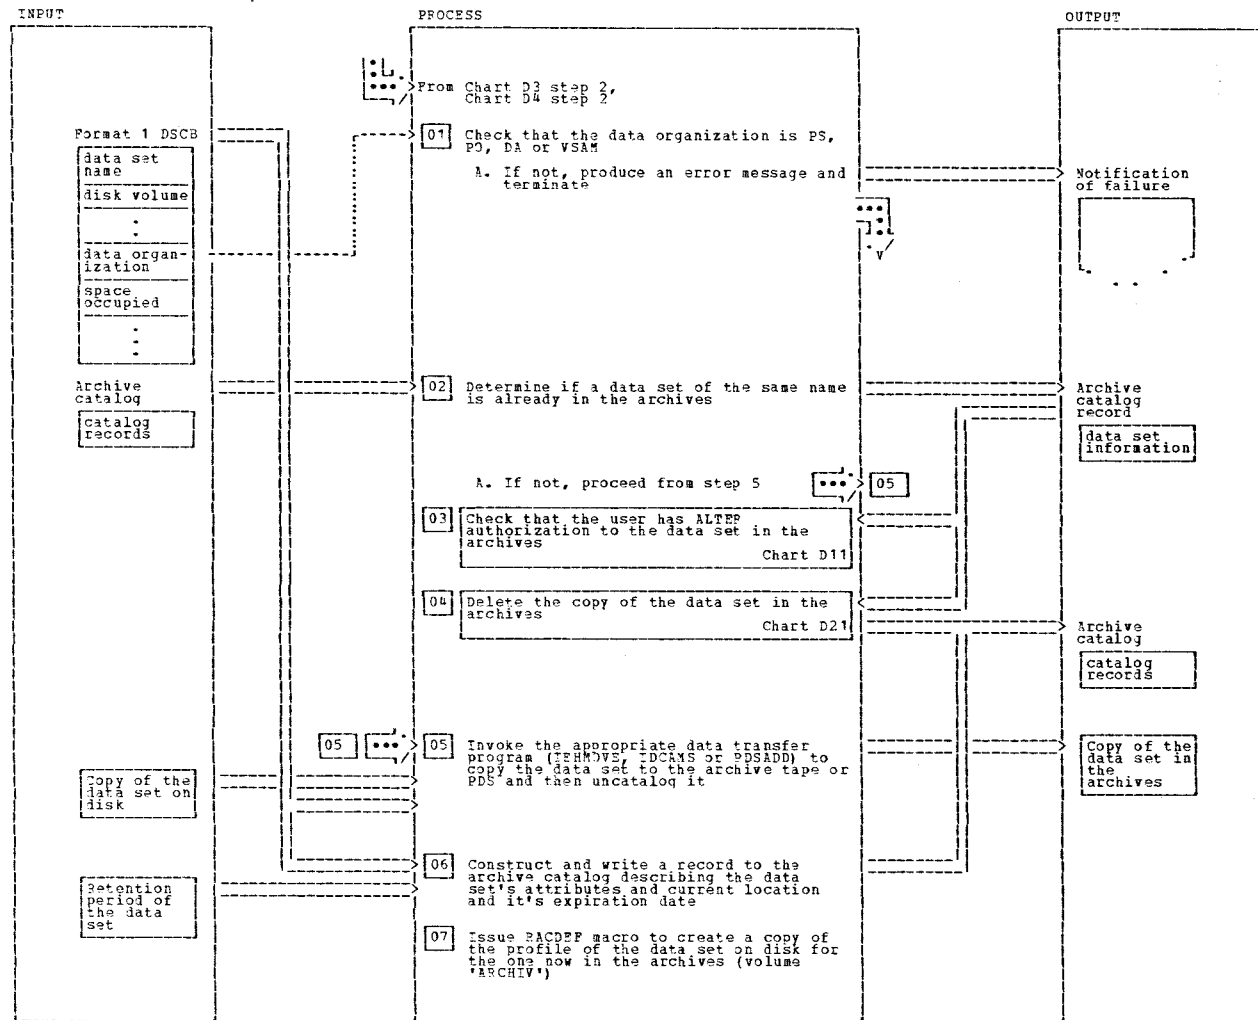 INPUT
PROCESS
OUTPUT
From Chart D3 step 2,
Chart D4 step 2
Format 1 DSCB
data set
name
disk volume
data organ-
ization
space
occupied
01 Check that the data organization is PS,
PO, DA or VSAM
A. If not, produce an error message and
terminate
Notification
of failure
Archive
catalog
catalog
records
02 Determine if a data set of the same name
is already in the archives
Archive
catalog
record
data set
information
A. If not, proceed from step 5
05
03 Check that the user has ALTER
authorization to the data set in the
archives
Chart D11
04 Delete the copy of the data set in the
archives
Chart D21
Archive
catalog
catalog
records
05
05 Invoke the appropriate data transfer
program (IEHMOVE, IDCAMS or PDSADD) to
copy the data set to the archive tape or
PDS and then uncatalog it
Copy of the
data set in
the
archives
Copy of the
data set on
disk
06 Construct and write a record to the
archive catalog describing the data
set's attributes and current location
and it's expiration date
Retention
period of
the data
set
07 Issue RACDEF macro to create a copy of
the profile of the data set on disk for
the one now in the archives (volume
'ARCHIV')